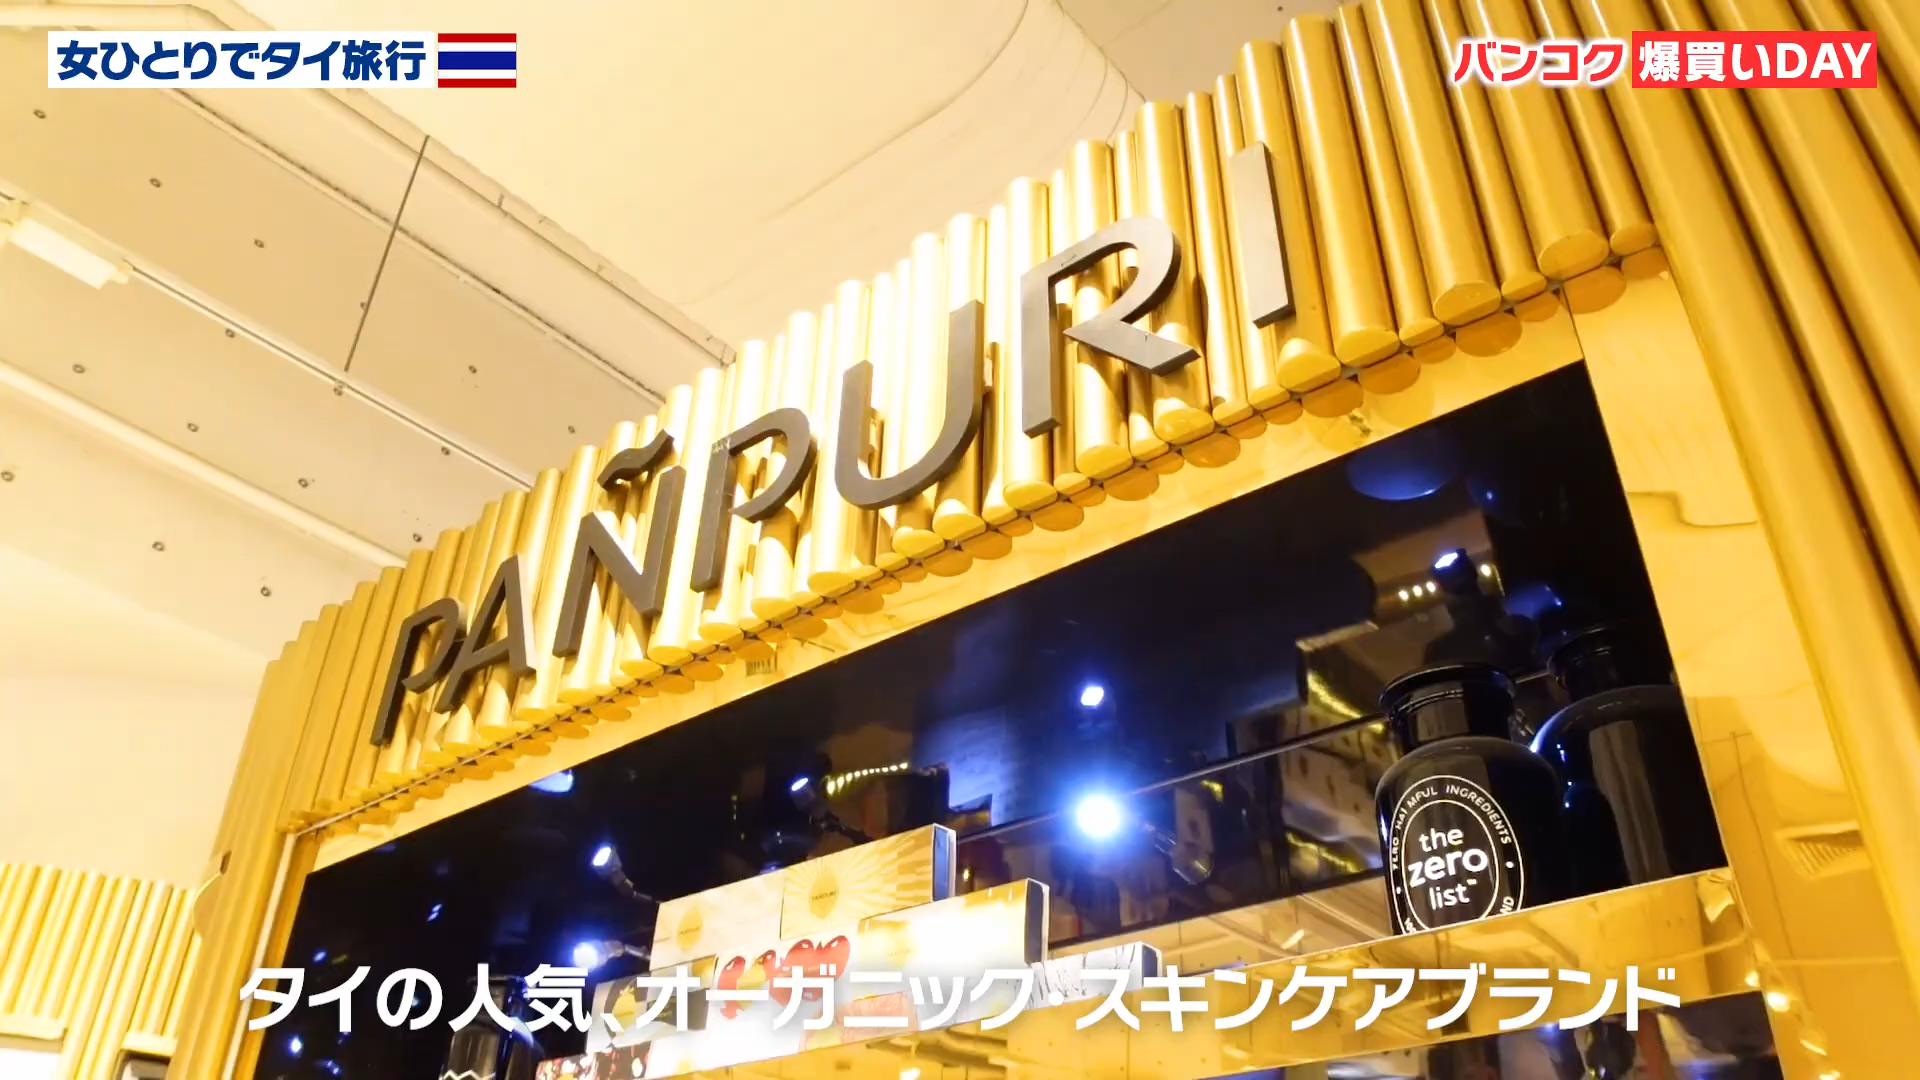 女ひとりでタイ旅行
バンコク 爆買いDAY
PAÑPURI
the
zero
list™
タイの人気、オーガニック・スキンケアブランド